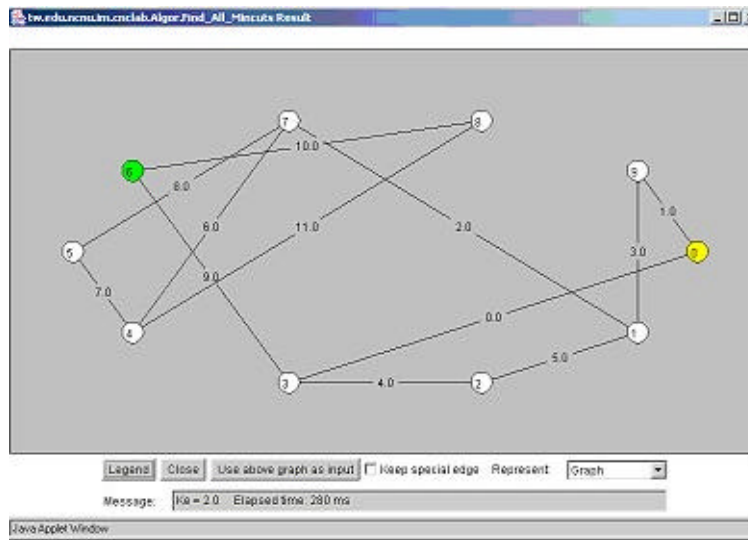 tw.edu.ncnu.im.cnclab.Algor.Find_All_Mincuts Result
7
8
10.0
6
9
8.0
1.0
6.0
11.0
2.0
5
3.0
0
9.0
7.0
0.0
4
1
5.0
3
4.0
2
Legend
Close
Use above graph as input
Keep special edge
Represent
Graph
Message:
Ke = 2.0 Elapsed time: 280 ms
Java Applet Window